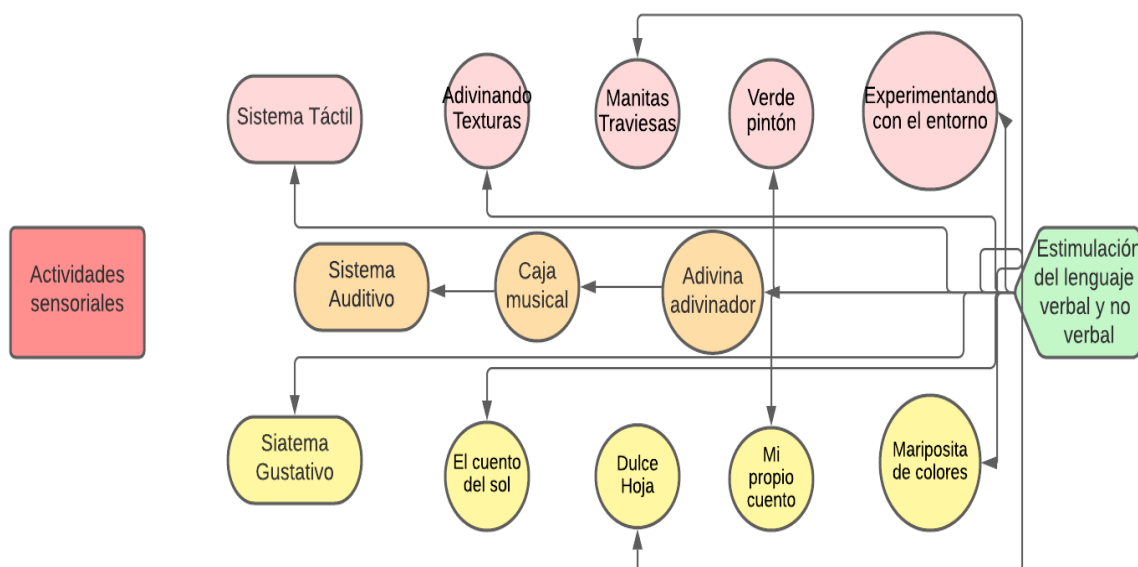 Sistema Táctil
Adivinando
Texturas
Manitas
Traviesas
Verde
pintón
Experimentando
con el entorno
Actividades
sensoriales
Sistema
Auditivo
Caja
musical
Adivina
adivinador
Estimulación
del lenguaje
verbal y no
verbal
Siatema
Gustativo
El cuento
del sol
Dulce
Hoja
Mi
propio
cuento
Mariposita
de colores